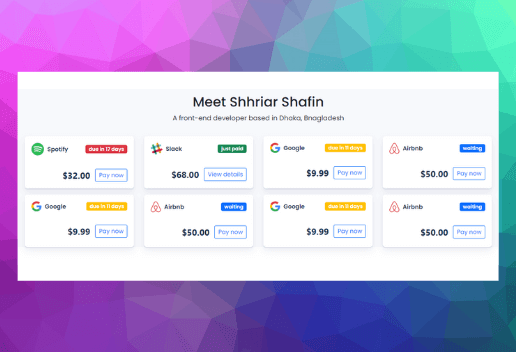 Meet Shhriar Shafin
A front-end developer based in Dhaka, Bnagladesh
Spotify due in 17 days
$32.00 Pay now
Slack just paid
$68.00 View details
Google due in 11 days
$9.99 Pay now
Airbnb waiting
$50.00 Pay now
Google due in 11 days
$9.99 Pay now
Airbnb waiting
$50.00 Pay now
Google due in days
$9.99 Pay now
Airbnb waiting
$50.00 Pay now